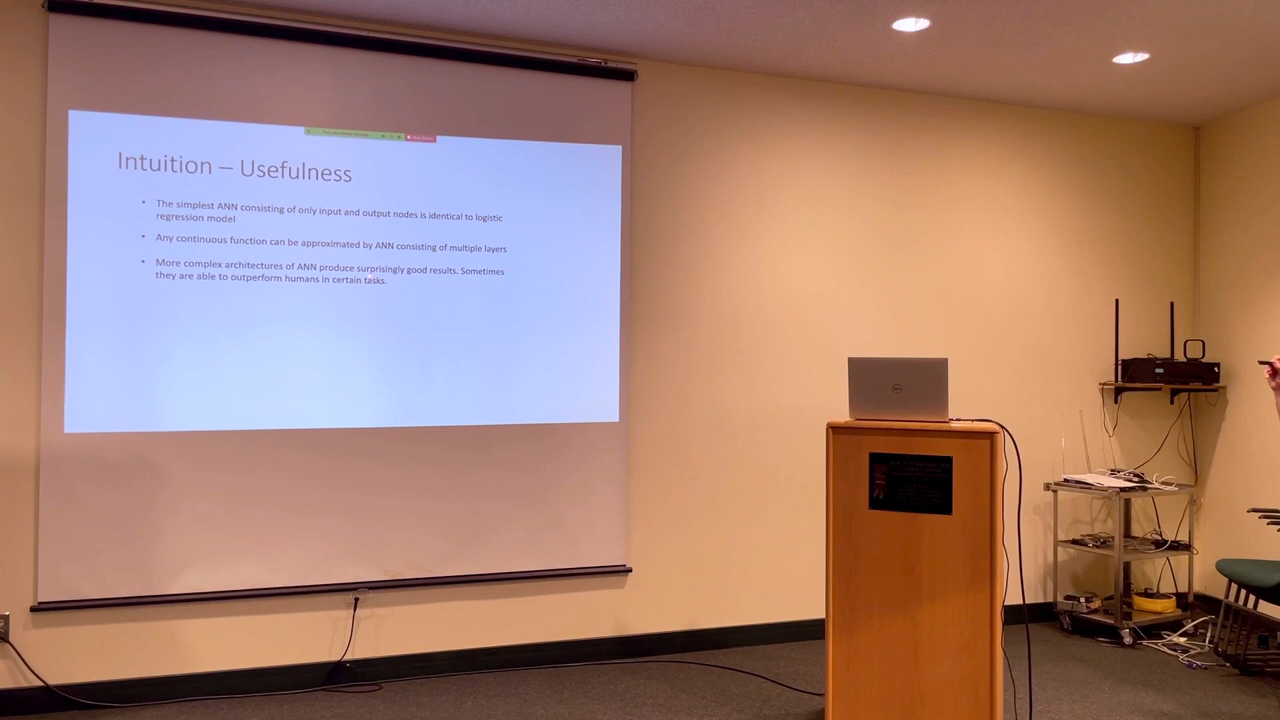 Intuition – Usefulness
• The simplest ANN consisting of only input and output nodes is identical to logistic
regression model
• Any continuous function can be approximated by ANN consisting of multiple layers
• More complex architectures of ANN produce surprisingly good results. Sometimes
they are able to outperform humans in certain tasks.
DELL